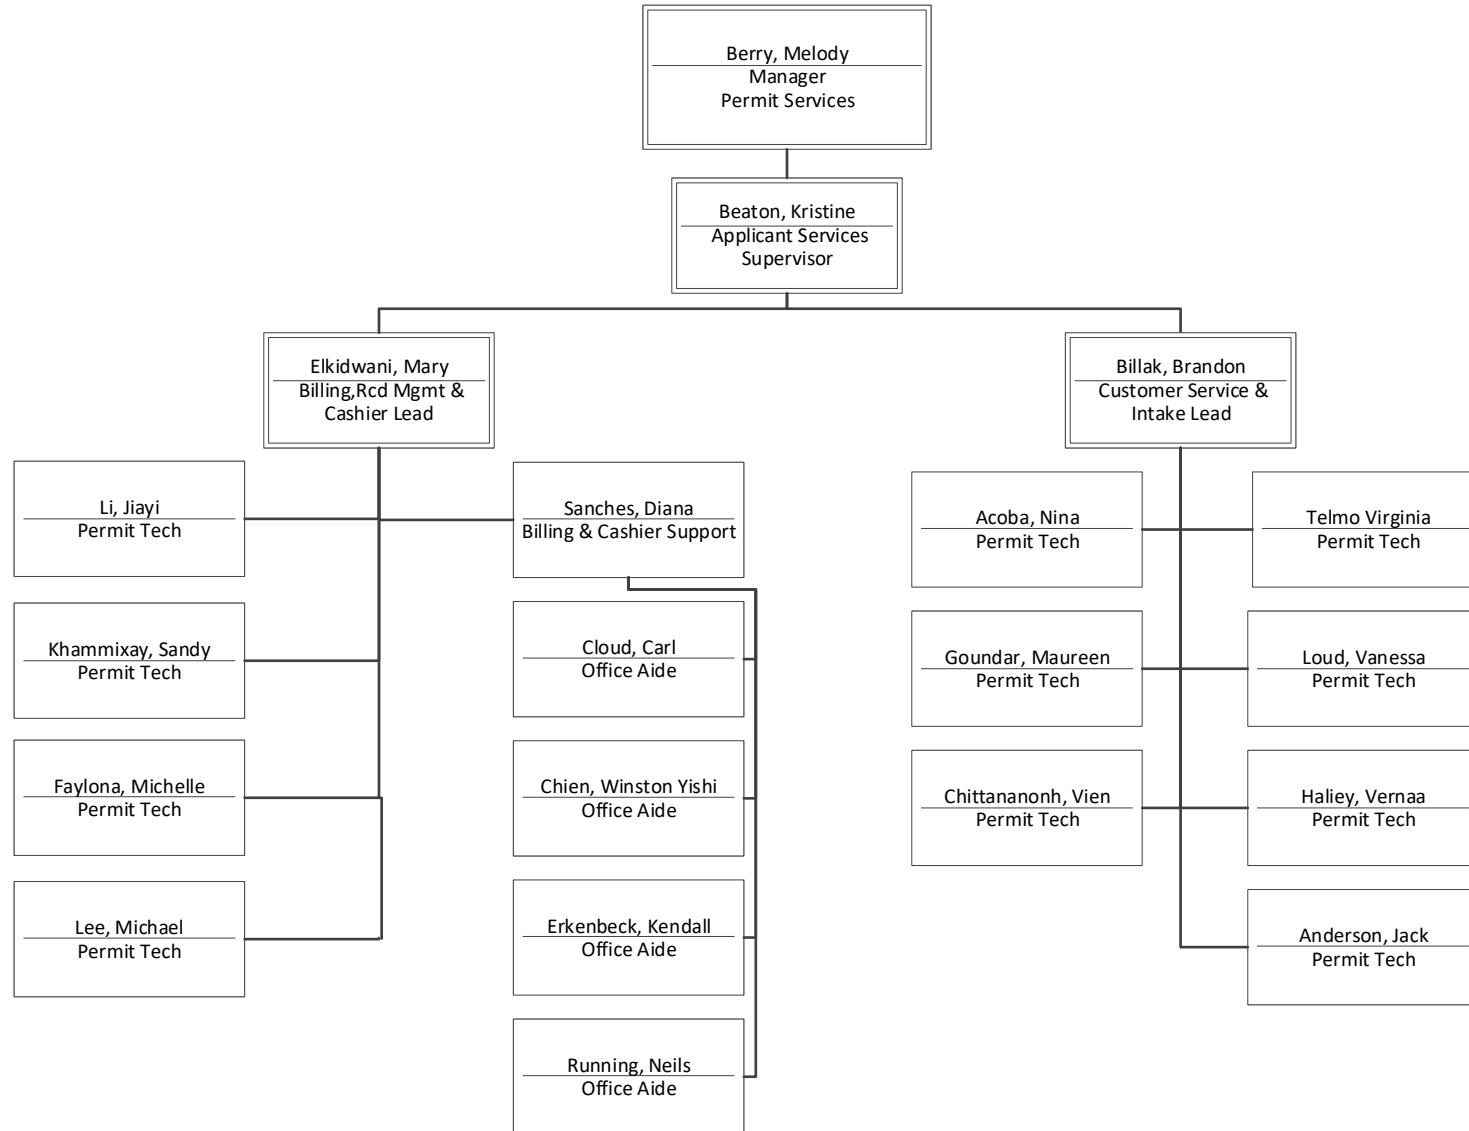 Berry, Melody
Manager
Permit Services
Beaton, Kristine
Applicant Services
Supervisor
Elkidwani, Mary
Billing,Rcd Mgmt &
Cashier Lead
Billak, Brandon
Customer Service &
Intake Lead
Li, Jiayi
Permit Tech
Sanches, Diana
Billing & Cashier Support
Acoba, Nina
Permit Tech
Telmo Virginia
Permit Tech
Khammixay, Sandy
Permit Tech
Cloud, Carl
Office Aide
Goundar, Maureen
Permit Tech
Loud, Vanessa
Permit Tech
Faylona, Michelle
Permit Tech
Chien, Winston Yishi
Office Aide
Chittananonh, Vien
Permit Tech
Haliey, Vernaa
Permit Tech
Lee, Michael
Permit Tech
Erkenbeck, Kendall
Office Aide
Anderson, Jack
Permit Tech
Running, Neils
Office Aide